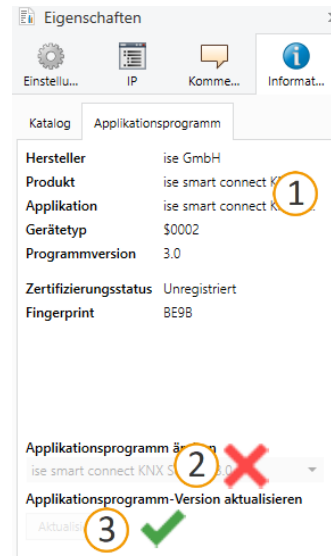 Eigenschaften
Einstellu... IP Komme... Informat...
Katalog Applikationsprogramm
Hersteller ise GmbH
Produkt ise smart connect
1
Applikation ise smart connect
Gerätetyp $0002
Programmversion 3.0
Zertifizierungsstatus Unregistriert
Fingerprint BE9B
Applikationsprogramm
ise smart connect KNX
2
Applikationsprogramm-Version aktualisieren
3